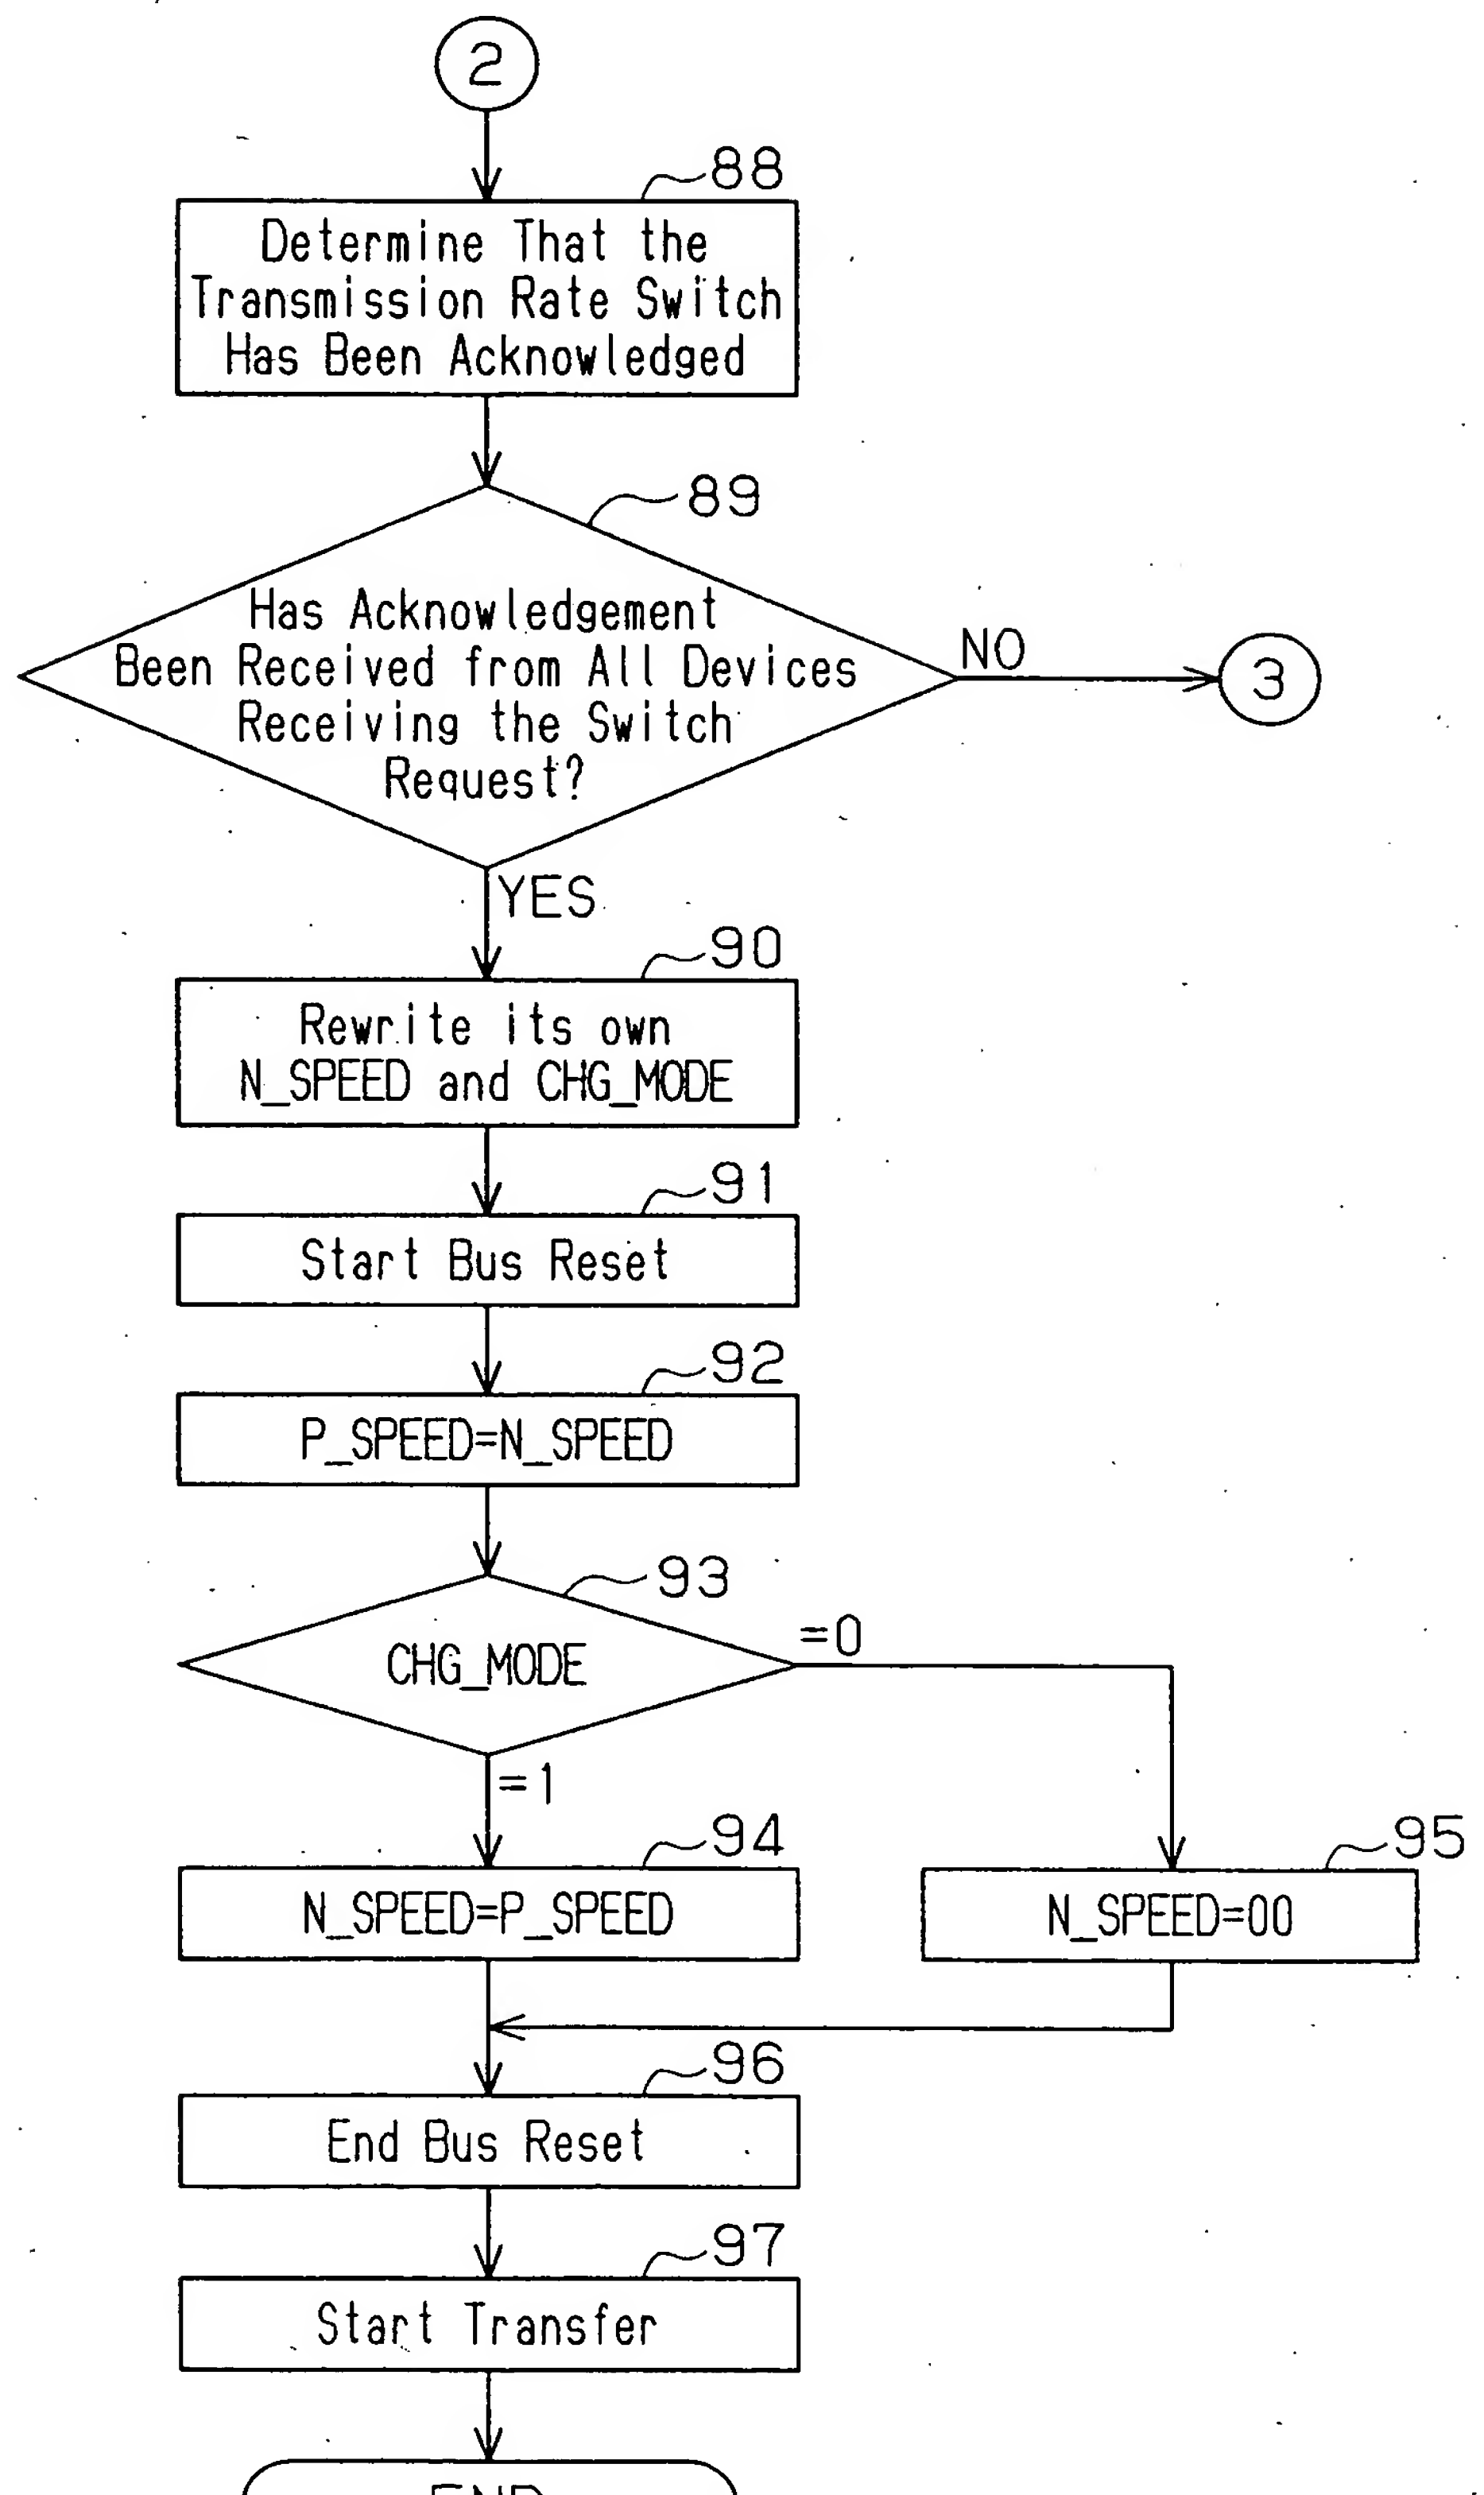 2
88
Determine That the
Transmission Rate Switch
Has Been Acknowledged
89
Has Acknowledgement
Been Received from All Devices
Receiving the Switch
Request?
NO
3
YES
90
Rewrite its own
N_SPEED and CHG_MODE
91
Start Bus Reset
92
P_SPEED=N_SPEED
93
CHG_MODE
=0
=1
94
N_SPEED=P_SPEED
95
N_SPEED=00
96
End Bus Reset
97
Start Transfer
END